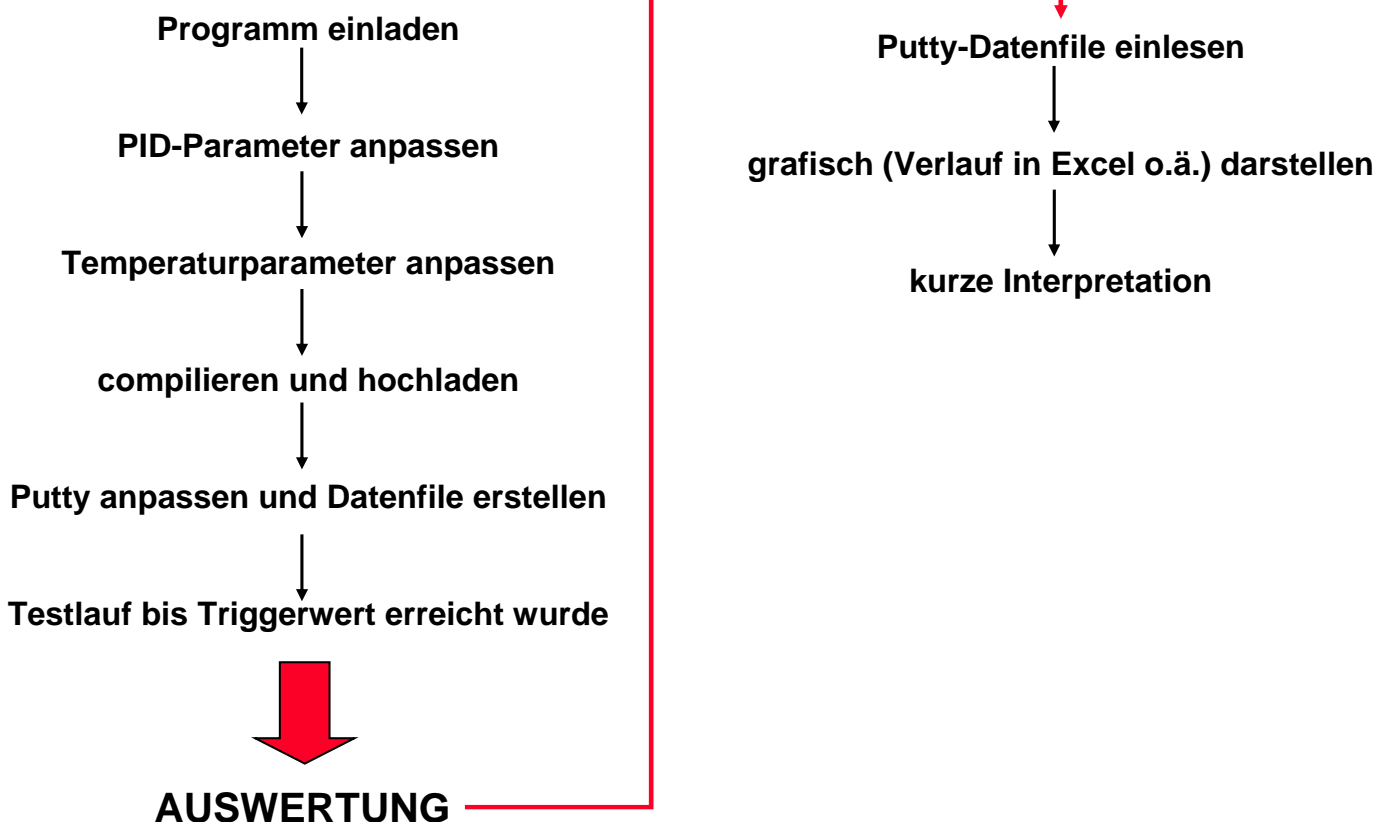 Programm einladen
PID-Parameter anpassen
Temperaturparameter anpassen
compilieren und hochladen
Putty anpassen und Datenfile erstellen
Testlauf bis Triggerwert erreicht wurde
AUSWERTUNG
Putty-Datenfile einlesen
grafisch (Verlauf in Excel o.ä.) darstellen
kurze Interpretation